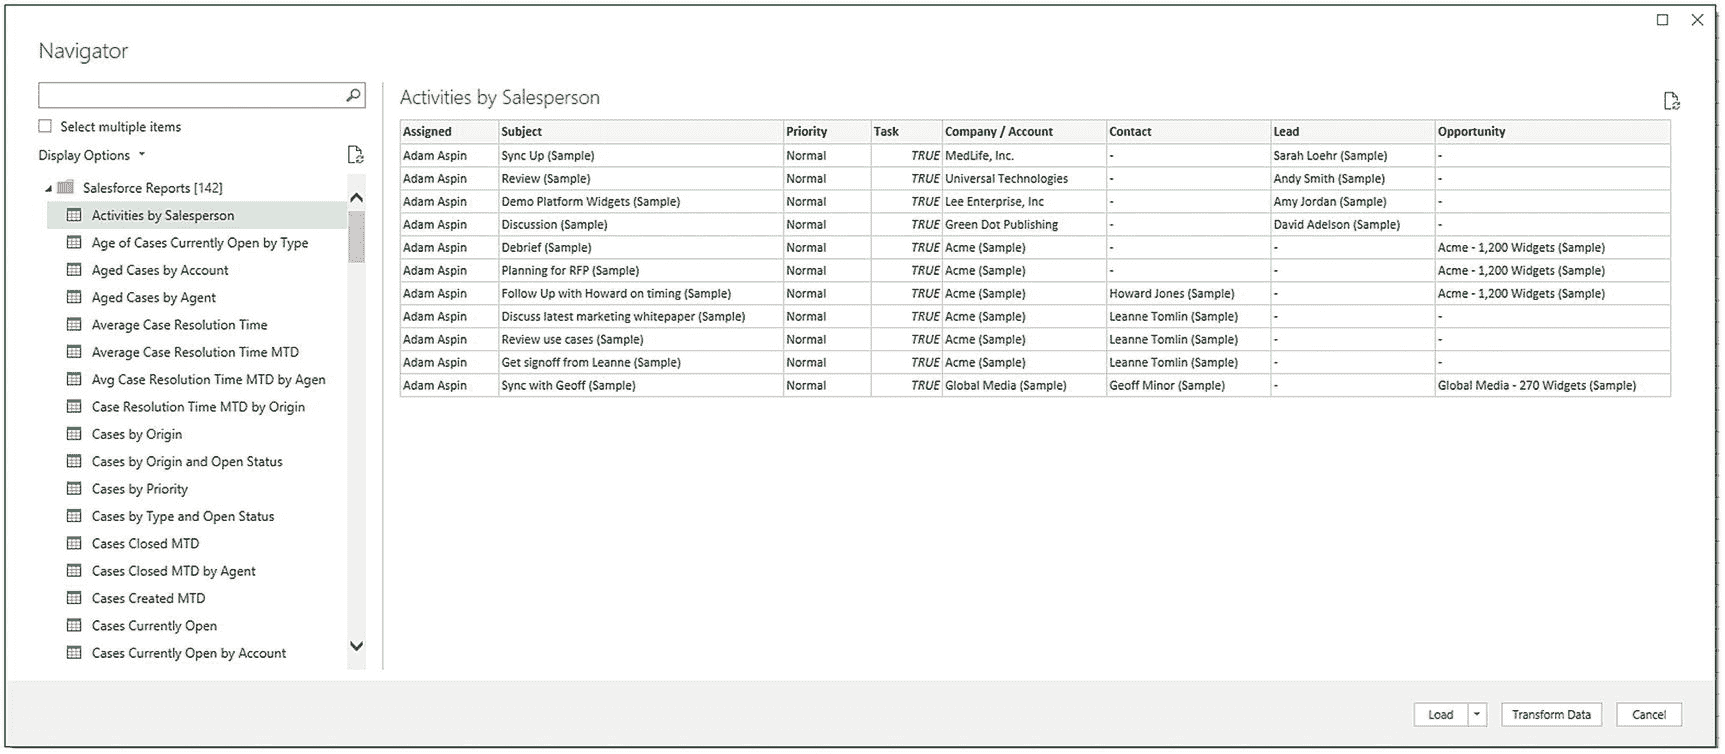 Navigator
Select multiple items
Display Options
Salesforce Reports [142]
Activities by Salesperson
Age of Cases Currently Open by Type
Aged Cases by Account
Aged Cases by Agent
Average Case Resolution Time
Average Case Resolution Time MTD
Avg Case Resolution Time MTD by Agen
Case Resolution Time MTD by Origin
Cases by Origin
Cases by Origin and Open Status
Cases by Priority
Cases by Type and Open Status
Cases Closed MTD
Cases Closed MTD by Agent
Cases Created MTD
Cases Currently Open
Cases Currently Open by Account
Activities by Salesperson
Assigned Subject Priority Task Company / Account Contact Lead Opportunity
Adam Aspin Sync Up (Sample) Normal TRUE MedLife, Inc. - Sarah Loehr (Sample) -
Adam Aspin Review (Sample) Normal TRUE Universal Technologies - Andy Smith (Sample) -
Adam Aspin Demo Platform Widgets (Sample) Normal TRUE Lee Enterprise, Inc - Amy Jordan (Sample) -
Adam Aspin Discussion (Sample) Normal TRUE Green Dot Publishing - David Adelson (Sample) -
Adam Aspin Debrief (Sample) Normal TRUE Acme (Sample) - - Acme - 1,200 Widgets (Sample)
Adam Aspin Planning for RFP (Sample) Normal TRUE Acme (Sample) - - Acme - 1,200 Widgets (Sample)
Adam Aspin Follow Up with Howard on timing (Sample) Normal TRUE Acme (Sample) Howard Jones (Sample) - Acme - 1,200 Widgets (Sample)
Adam Aspin Discuss latest marketing whitepaper (Sample) Normal TRUE Acme (Sample) Leanne Tomlin (Sample) - -
Adam Aspin Review use cases (Sample) Normal TRUE Acme (Sample) Leanne Tomlin (Sample) - -
Adam Aspin Get signoff from Leanne (Sample) Normal TRUE Acme (Sample) Leanne Tomlin (Sample) - -
Adam Aspin Sync with Geoff (Sample) Normal TRUE Global Media (Sample) Geoff Minor (Sample) - Global Media - 270 Widgets (Sample)
Load Transform Data Cancel